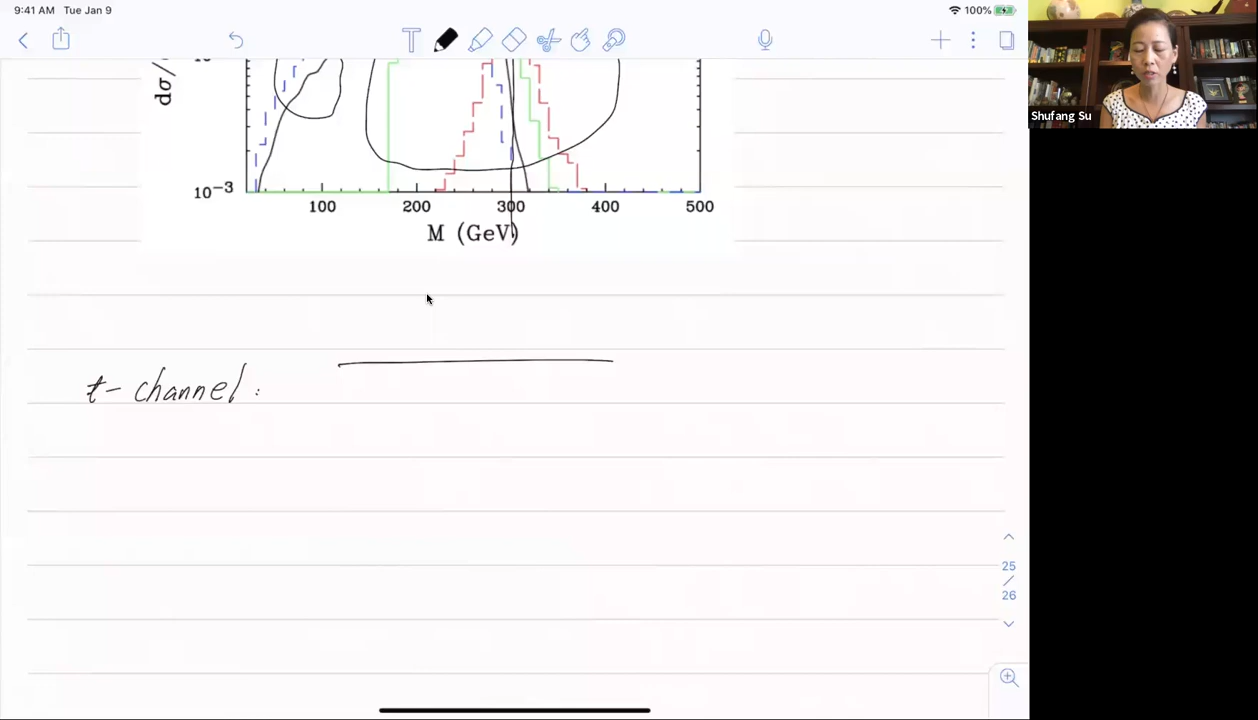 9:41 AM Tue Jan 9
100%
Shufang Su
dσ/
10⁻³
100 200 300 400 500
M (GeV)
t- channel :
25
/
26